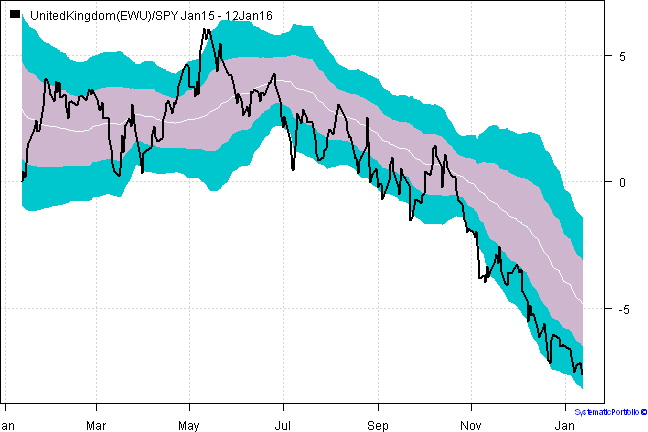 UnitedKingdom(EWU)/SPY Jan15 - 12Jan16
5
0
-5
an
Mar
May
Jul
Sep
Nov
Jan
SystematicPortfolio ©